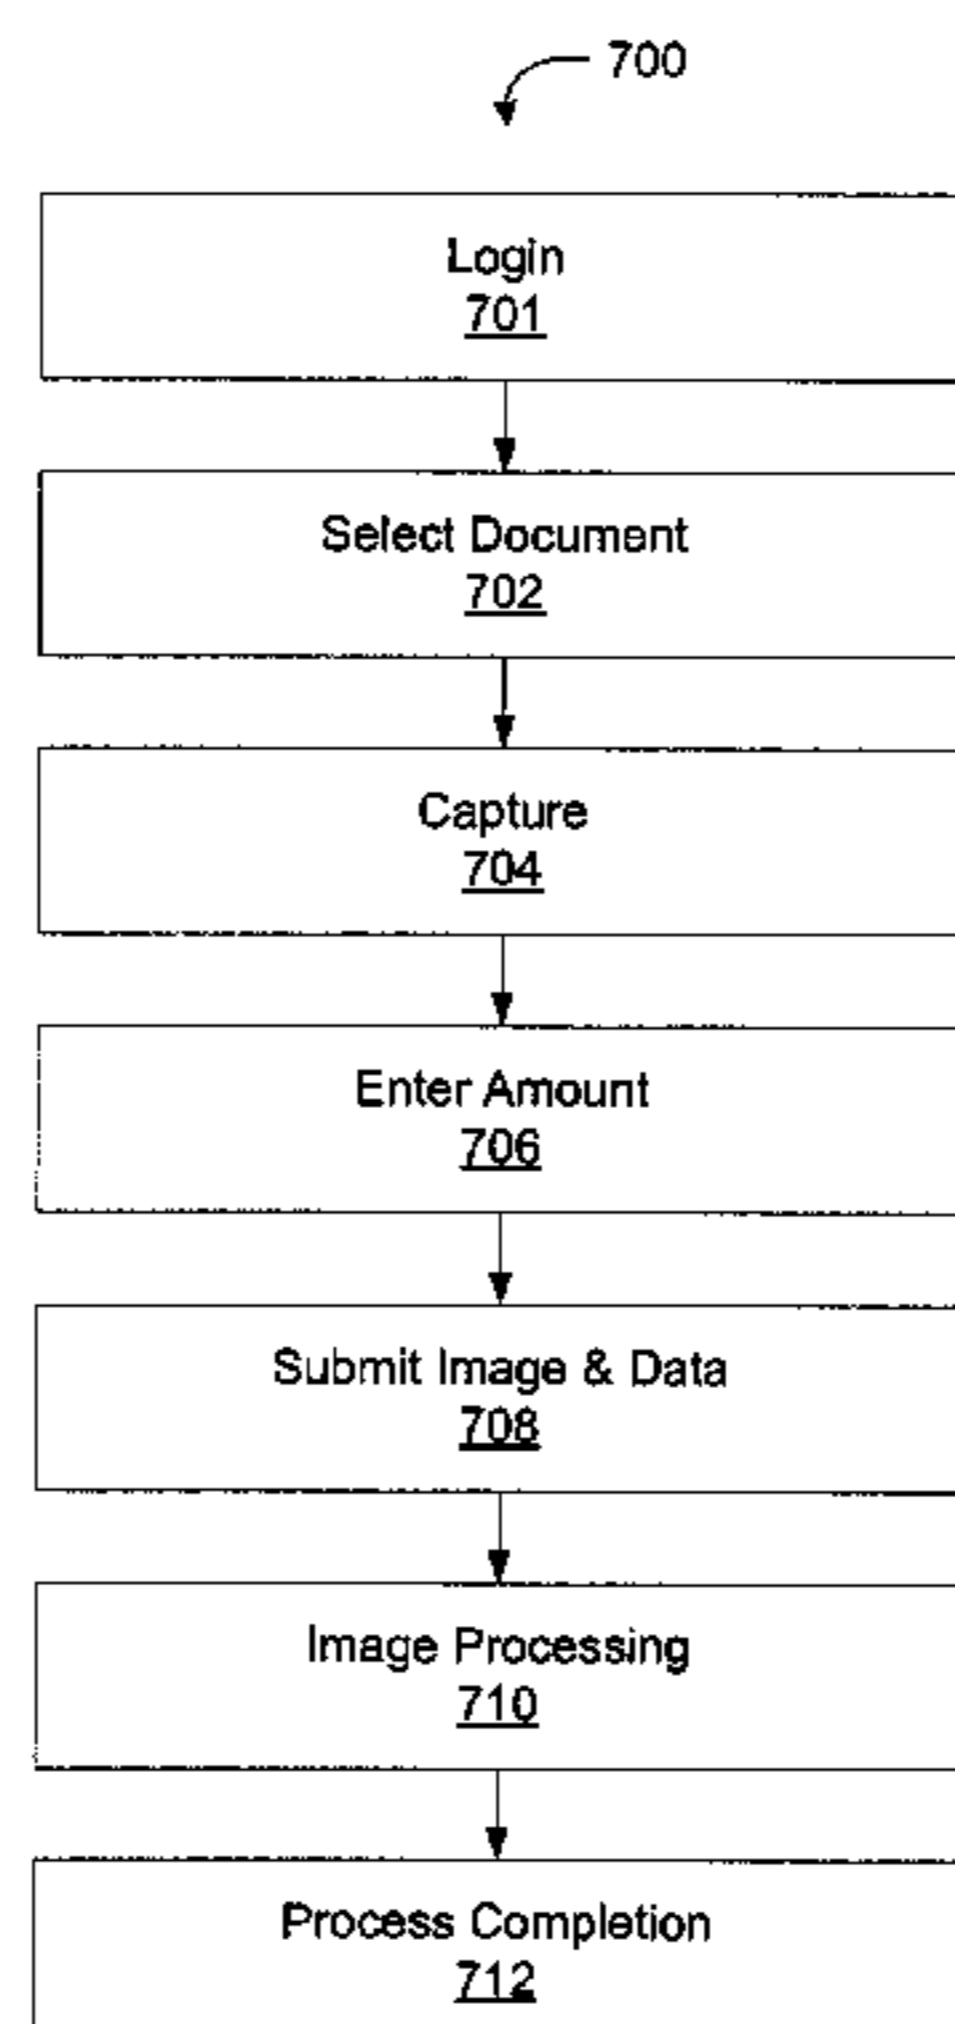 700
Login
701
Select Document
702
Capture
704
Enter Amount
706
Submit Image & Data
708
Image Processing
710
Process Completion
712